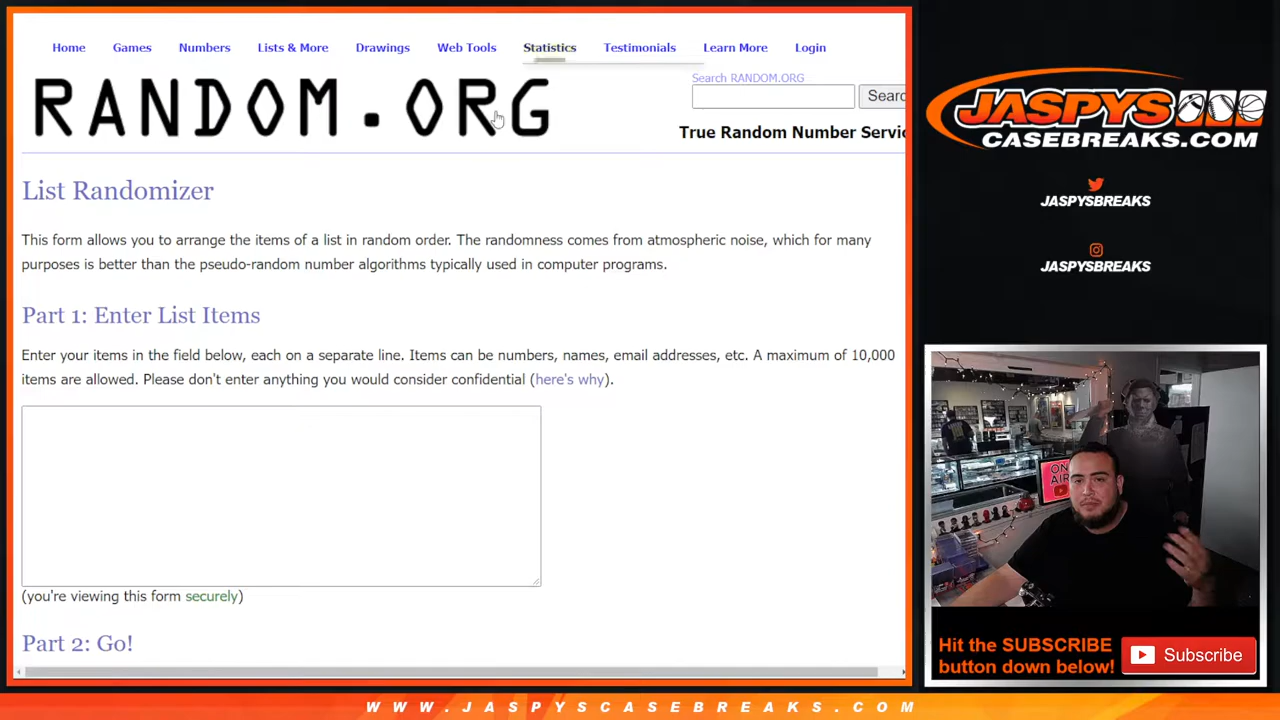 Home Games Numbers Lists & More Drawings Web Tools Statistics Testimonials Learn More Login
RANDOM.ORG
Search RANDOM.ORG
Searc
True Random Number Servic
List Randomizer
This form allows you to arrange the items of a list in random order. The randomness comes from atmospheric noise, which for many
purposes is better than the pseudo-random number algorithms typically used in computer programs.
Part 1: Enter List Items
Enter your items in the field below, each on a separate line. Items can be numbers, names, email addresses, etc. A maximum of 10,000
items are allowed. Please don't enter anything you would consider confidential (here's why).
(you're viewing this form securely)
Part 2: Go!
JASPYS
CASEBREAKS.COM
JASPYSBREAKS
JASPYSBREAKS
ON
AIR
Hit the SUBSCRIBE
button down below!
Subscribe
WWW.JASPYSCASEBREAKS.COM